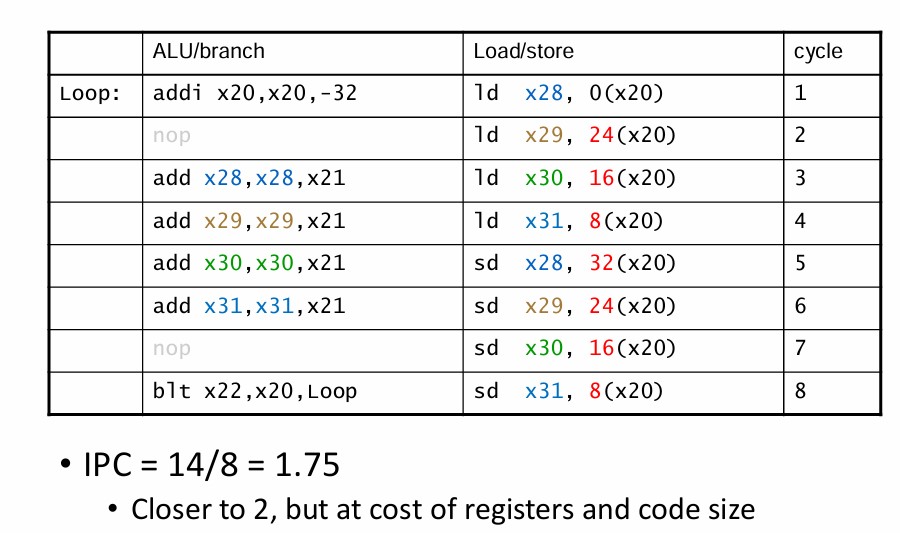 ALU/branch Load/store cycle
Loop: addi x20,x20,-32 ld x28, 0(x20) 1
nop ld x29, 24(x20) 2
add x28,x28,x21 ld x30, 16(x20) 3
add x29,x29,x21 ld x31, 8(x20) 4
add x30,x30,x21 sd x28, 32(x20) 5
add x31,x31,x21 sd x29, 24(x20) 6
nop sd x30, 16(x20) 7
blt x22,x20,Loop sd x31, 8(x20) 8
• IPC = 14/8 = 1.75
• Closer to 2, but at cost of registers and code size